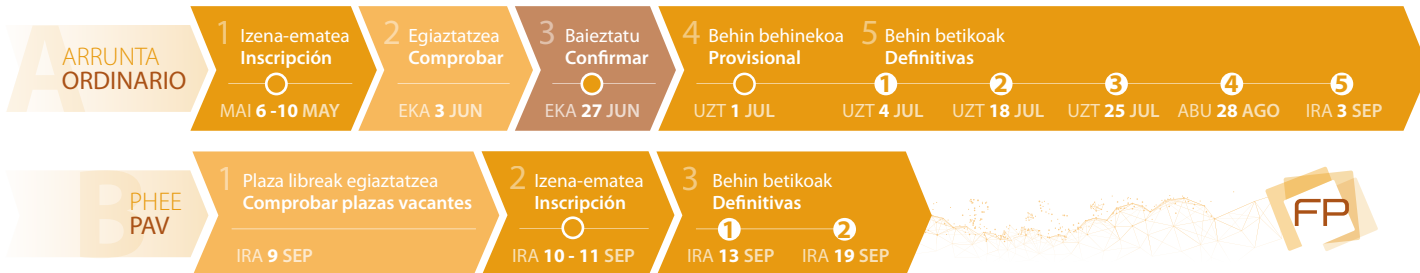 A
ARRUNTA
ORDINARIO
1 Izena-ematea
Inscripción
MAI 6 -10 MAY
2 Egiaztatzea
Comprobar
EKA 3 JUN
3 Baieztatu
Confirmar
EKA 27 JUN
4 Behin behinekoa
Provisional
UZT 1 JUL
5 Behin betikoak
Definitivas
1 2 3 4 5
UZT 4 JUL UZT 18 JUL UZT 25 JUL ABU 28 AGO IRA 3 SEP
B
PHEE
PAV
1 Plaza libreak egiaztatzea
Comprobar plazas vacantes
IRA 9 SEP
2 Izena-ematea
Inscripción
IRA 10 - 11 SEP
3 Behin betikoak
Definitivas
1 2
IRA 13 SEP IRA 19 SEP
FP